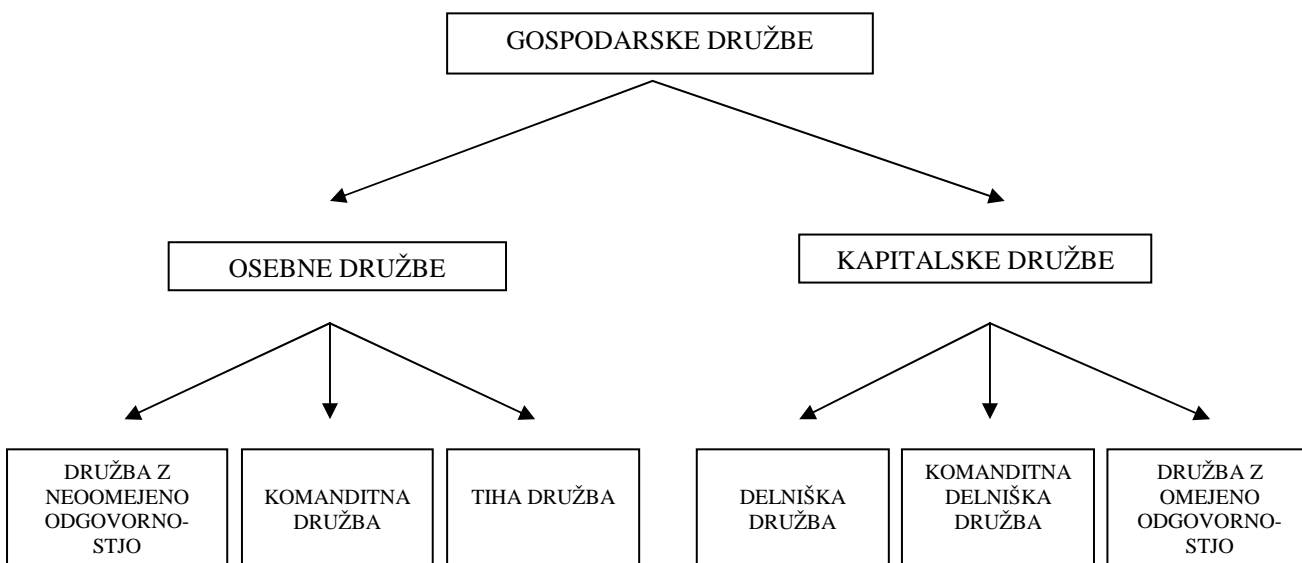 GOSPODARSKE DRUŽBE
OSEBNE DRUŽBE
KAPITALSKE DRUŽBE
DRUŽBA Z
NEOOMEJENO
ODGOVORNO-
STJO
KOMANDITNA
DRUŽBA
TIHA DRUŽBA
DELNIŠKA
DRUŽBA
KOMANDITNA
DELNIŠKA
DRUŽBA
DRUŽBA Z
OMEJENO
ODGOVORNO-
STJO